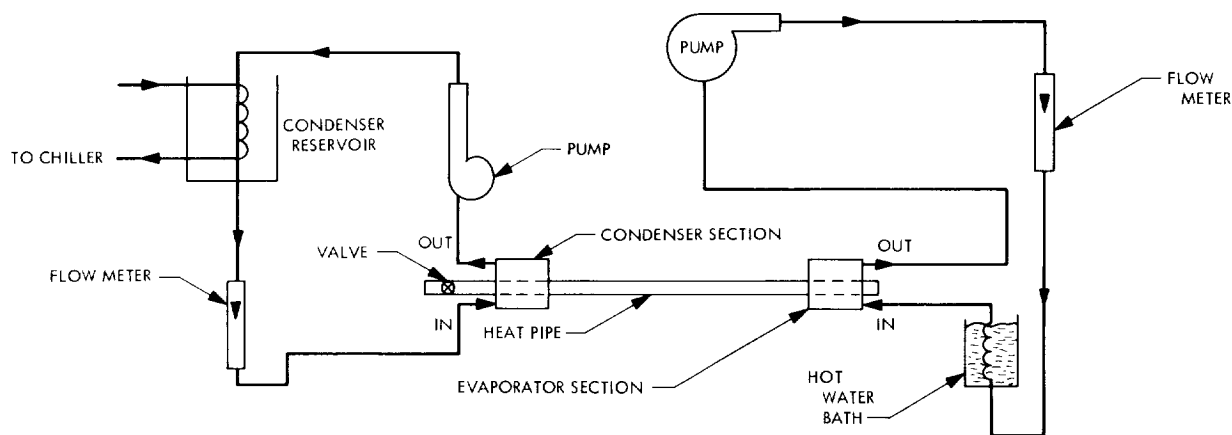 PUMP
FLOW
METER
CONDENSER
RESERVOIR
TO CHILLER
PUMP
OUT
CONDENSER SECTION
OUT
VALVE
FLOW METER
IN
HEAT PIPE
IN
EVAPORATOR SECTION
HOT
WATER
BATH